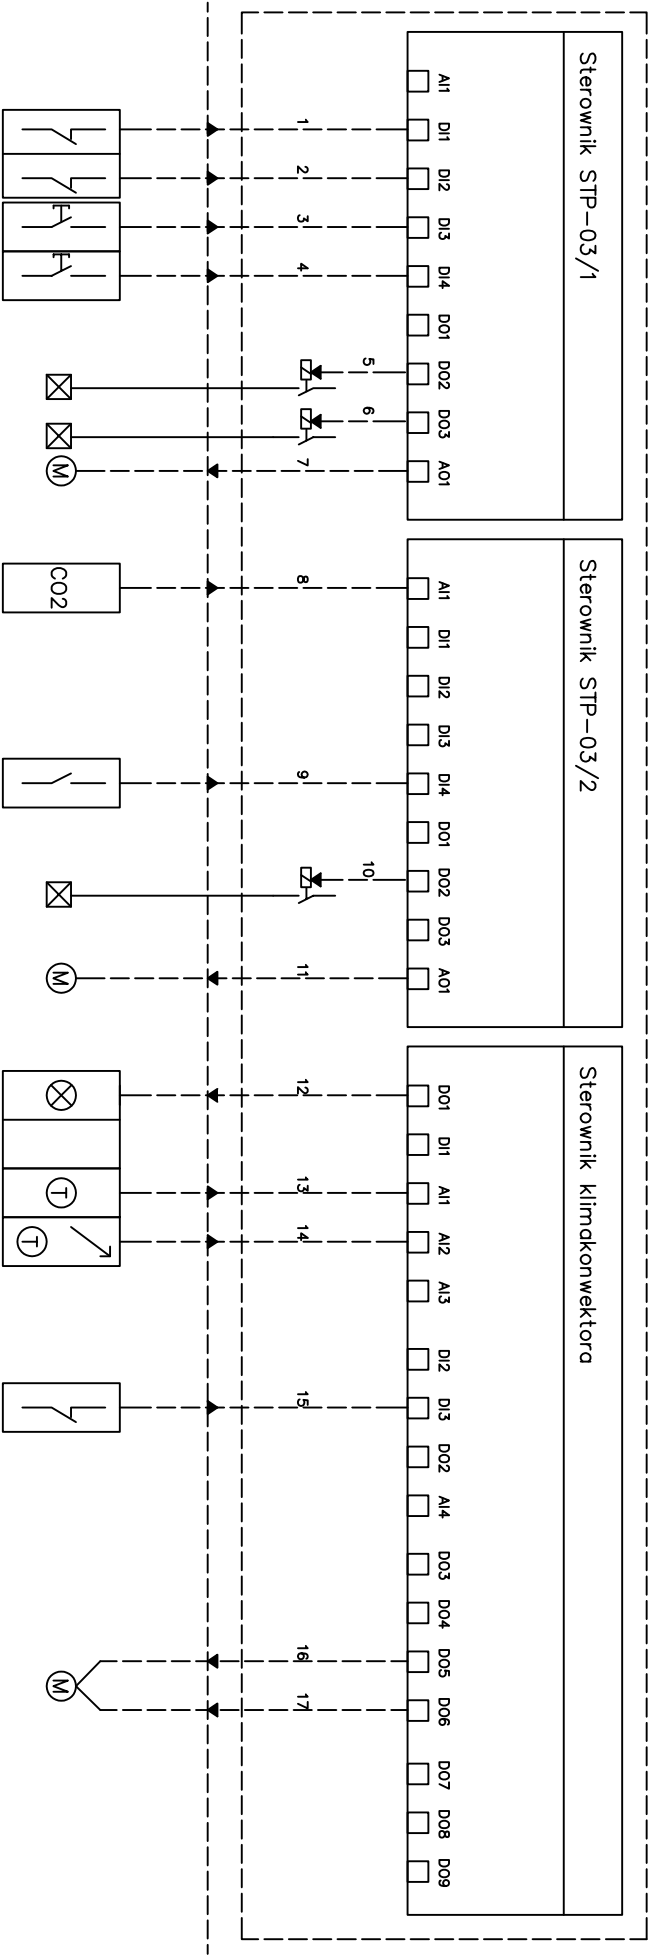 Sterownik STP-03/1
AI1
DI1
DI2
DI3
DI4
DO1
DO2
DO3
AO1
1
2
3
4
5
6
7
M
Sterownik STP-03/2
AI1
DI1
DI2
DI3
DI4
DO1
DO2
DO3
AO1
8
9
10
11
CO2
M
Sterownik klimakonwektora
DO1
DI1
AI1
AI2
AI3
DI2
DI3
DO2
AI4
DO3
DO4
DO5
DO6
DO7
DO8
DO9
12
13
14
15
16
17
T
T
M